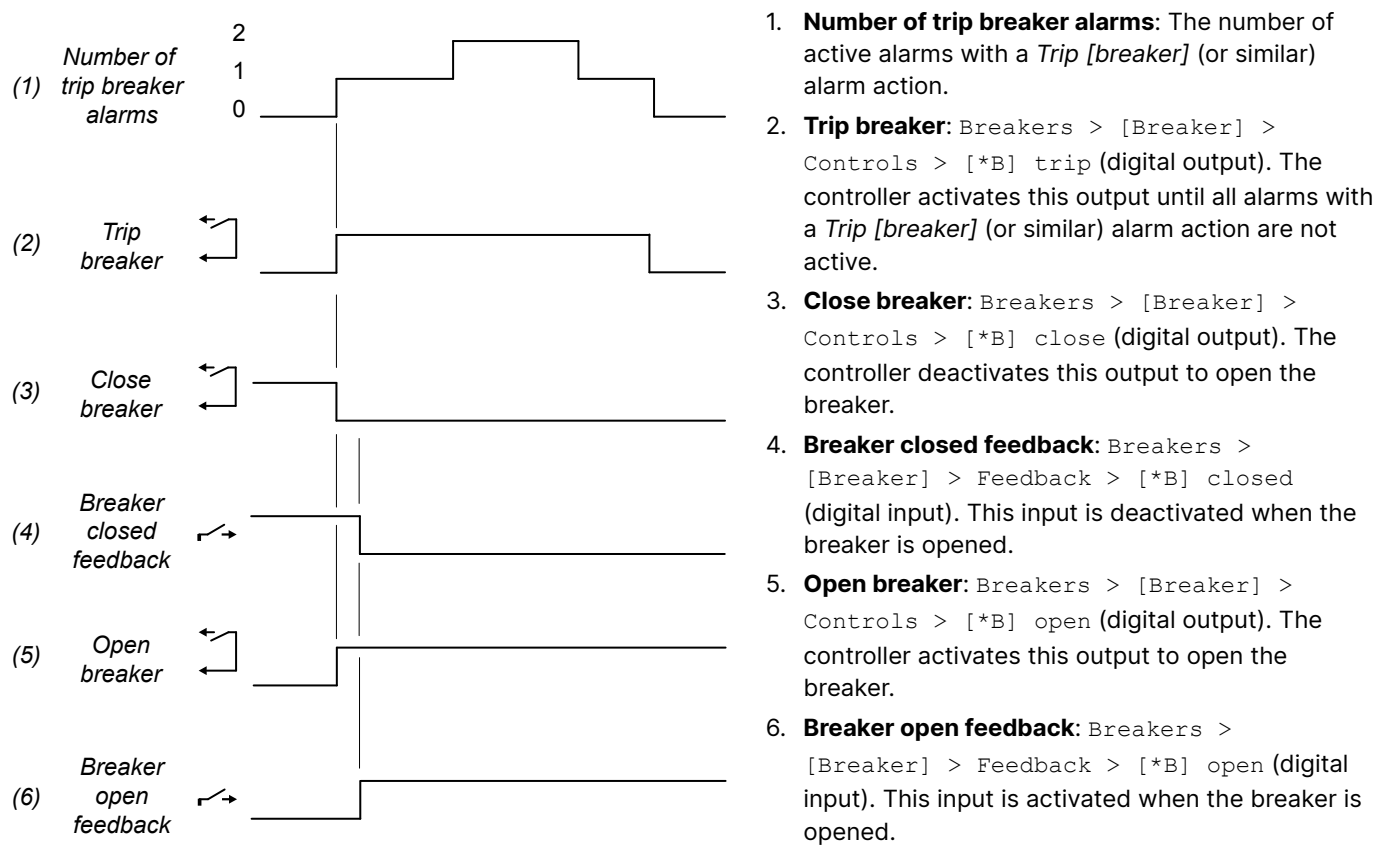 2
1
0
(1)
Number of
trip breaker
alarms
(2)
Trip
breaker
(3)
Close
breaker
(4)
Breaker
closed
feedback
(5)
Open
breaker
(6)
Breaker
open
feedback
1. Number of trip breaker alarms: The number of
active alarms with a Trip [breaker] (or similar)
alarm action.
2. Trip breaker: Breakers > [Breaker] >
Controls > [*B] trip (digital output). The
controller activates this output until all alarms with
a Trip [breaker] (or similar) alarm action are not
active.
3. Close breaker: Breakers > [Breaker] >
Controls > [*B] close (digital output). The
controller deactivates this output to open the
breaker.
4. Breaker closed feedback: Breakers >
[Breaker] > Feedback > [*B] closed
(digital input). This input is deactivated when the
breaker is opened.
5. Open breaker: Breakers > [Breaker] >
Controls > [*B] open (digital output). The
controller activates this output to open the
breaker.
6. Breaker open feedback: Breakers >
[Breaker] > Feedback > [*B] open (digital
input). This input is activated when the breaker is
opened.